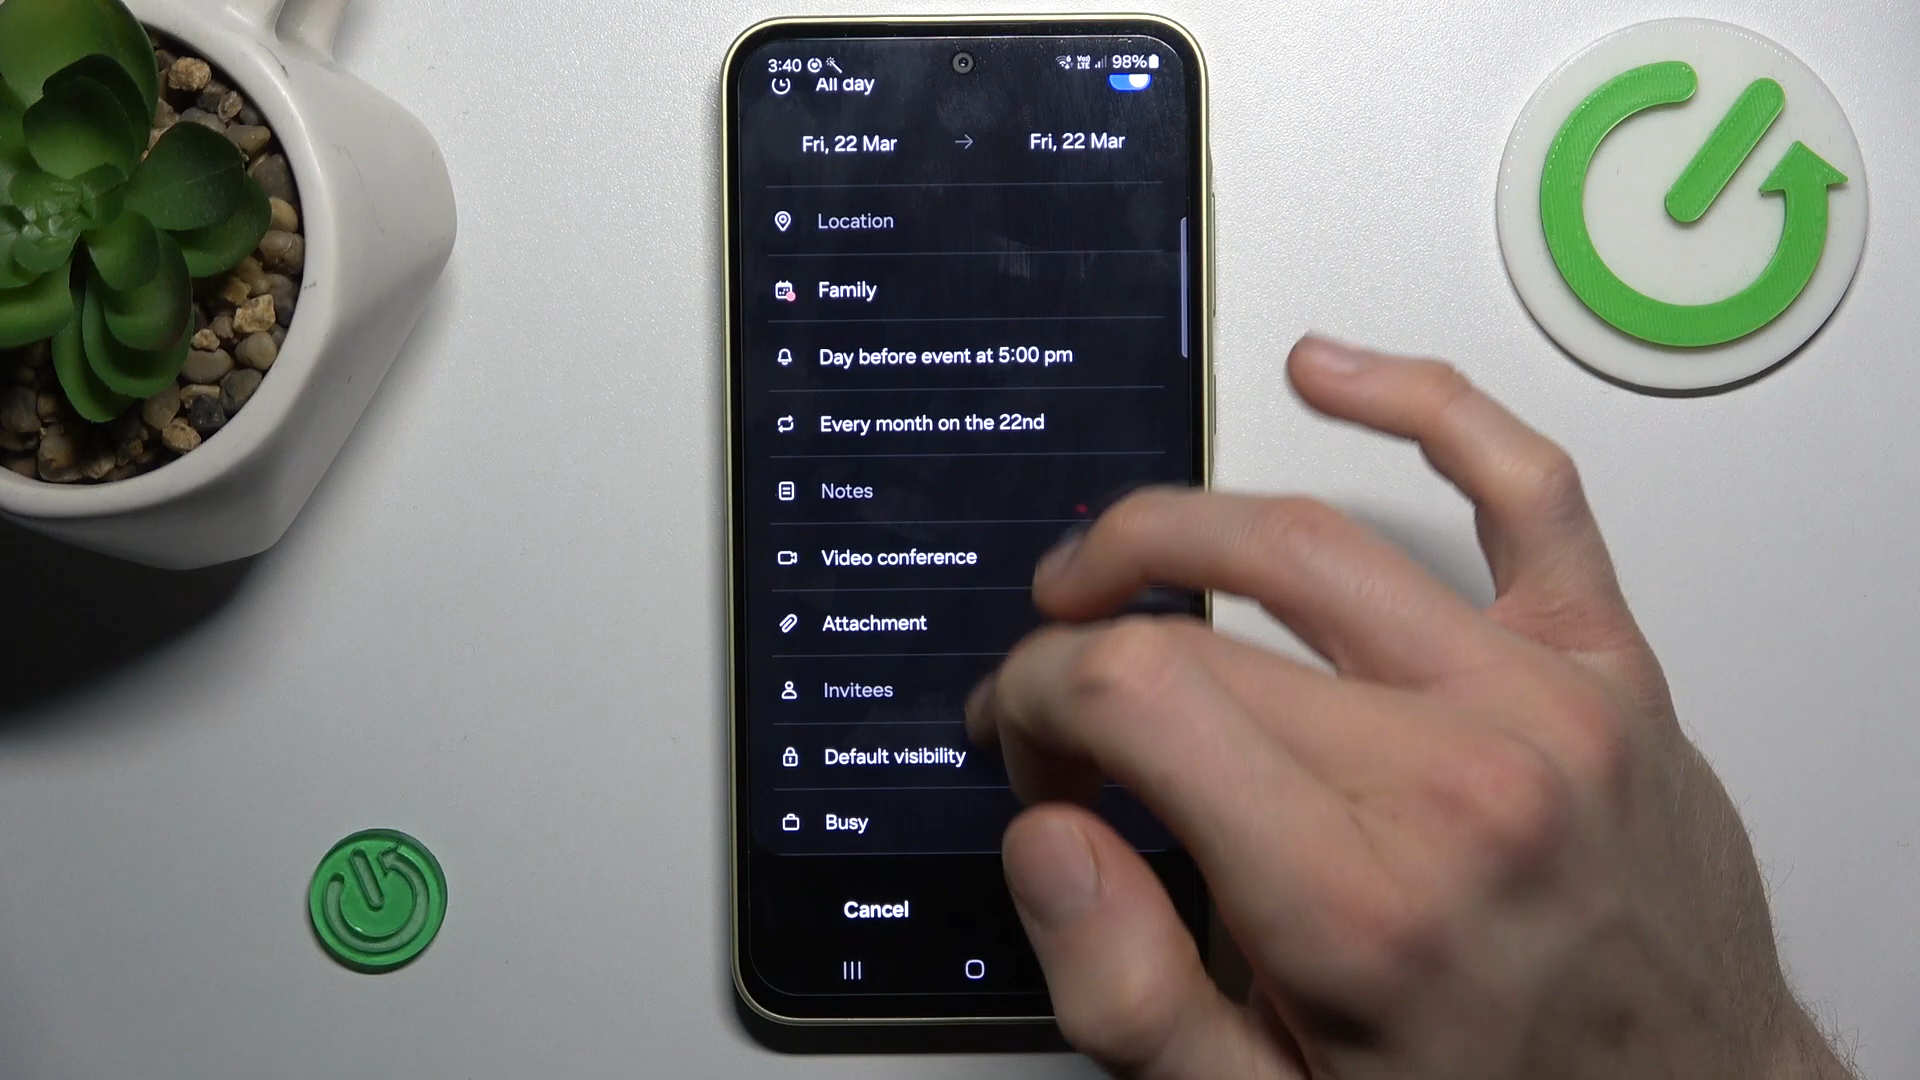 3:40 98%
All day
Fri, 22 Mar → Fri, 22 Mar
Location
Family
Day before event at 5:00 pm
Every month on the 22nd
Notes
Video conference
Attachment
Invitees
Default visibility
Busy
Cancel